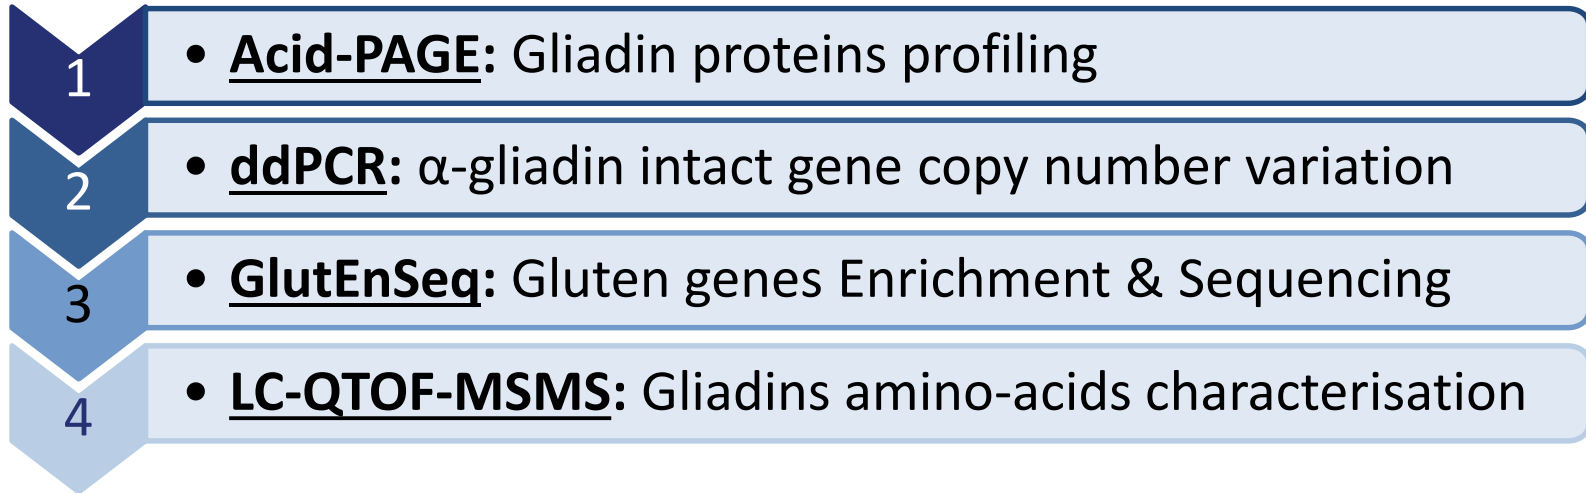 1
• Acid-PAGE: Gliadin proteins profiling
2
• ddPCR: α-gliadin intact gene copy number variation
3
• GlutEnSeq: Gluten genes Enrichment & Sequencing
4
• LC-QTOF-MSMS: Gliadins amino-acids characterisation